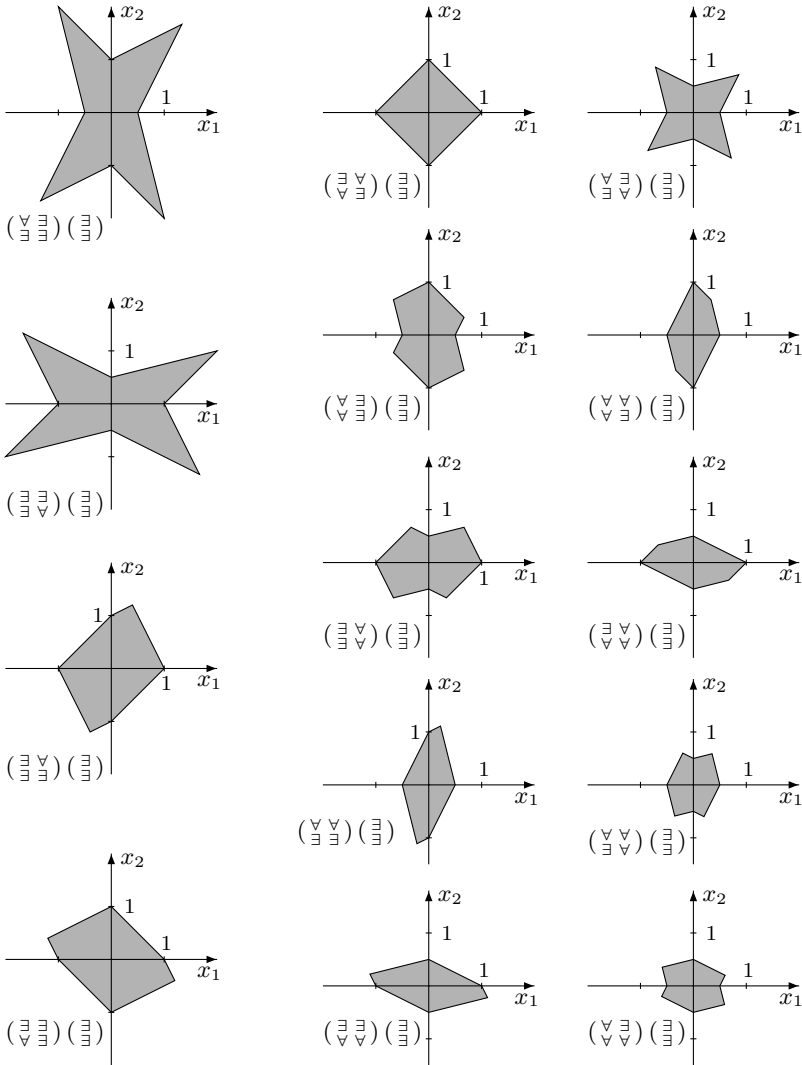 x₂
1
x₁
(∀ ∃ / ∃ ∃)(∃ / ∃)
x₂
1
x₁
(∃ ∃ / ∃ ∀)(∃ / ∃)
x₂
1
1
x₁
(∃ ∀ / ∃ ∃)(∃ / ∃)
x₂
1
1
x₁
(∃ ∃ / ∀ ∃)(∃ / ∃)
x₂
1
1
x₁
(∃ ∀ / ∀ ∃)(∃ / ∃)
x₂
1
1
x₁
(∀ ∃ / ∀ ∃)(∃ / ∃)
x₂
1
1
x₁
(∃ ∀ / ∃ ∀)(∃ / ∃)
x₂
1
1
x₁
(∀ ∀ / ∃ ∃)(∃ / ∃)
x₂
1
1
x₁
(∃ ∃ / ∀ ∀)(∃ / ∃)
x₂
1
1
x₁
(∀ ∃ / ∃ ∀)(∃ / ∃)
x₂
1
1
x₁
(∀ ∀ / ∀ ∃)(∃ / ∃)
x₂
1
1
x₁
(∃ ∀ / ∀ ∀)(∃ / ∃)
x₂
1
1
x₁
(∀ ∀ / ∃ ∀)(∃ / ∃)
x₂
1
1
x₁
(∀ ∃ / ∀ ∀)(∃ / ∃)